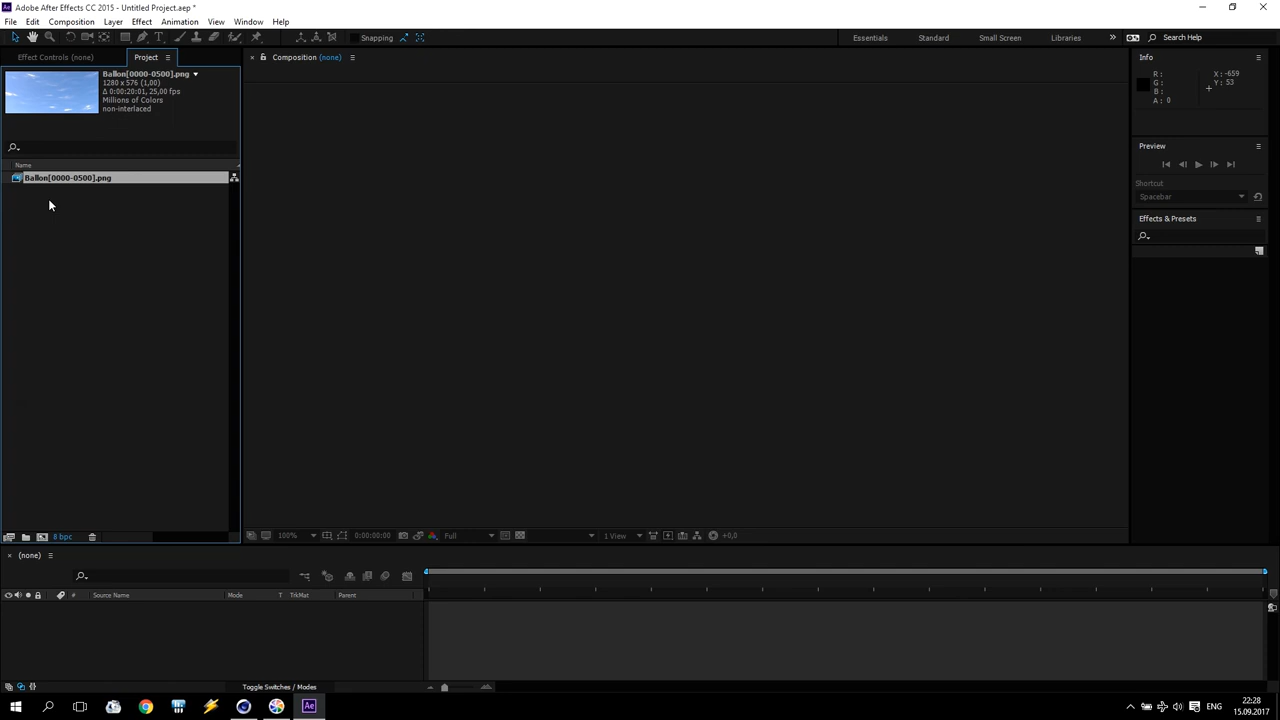 Adobe After Effects CC 2015 - Untitled Project.aep *
File Edit Composition Layer Effect Animation View Window Help
Snapping Essentials Standard Small Screen Libraries Search Help
Effect Controls (none) Project Composition (none) Info
Ballon[0000-0500].png
1280 x 576 (1,00)
Δ 0:00:20:01, 25,00 fps
Millions of Colors
non-interlaced
R :
G :
B :
A : 0
X : -659
Y : 53
Preview
Name
Ballon[0000-0500].png
Shortcut
Spacebar
Effects & Presets
8 bpc
100% 0:00:00:00 Full 1 View +0,0
(none)
# Source Name Mode T TrkMat Parent
Toggle Switches / Modes
Ae
ENG
22:28
15.09.2017